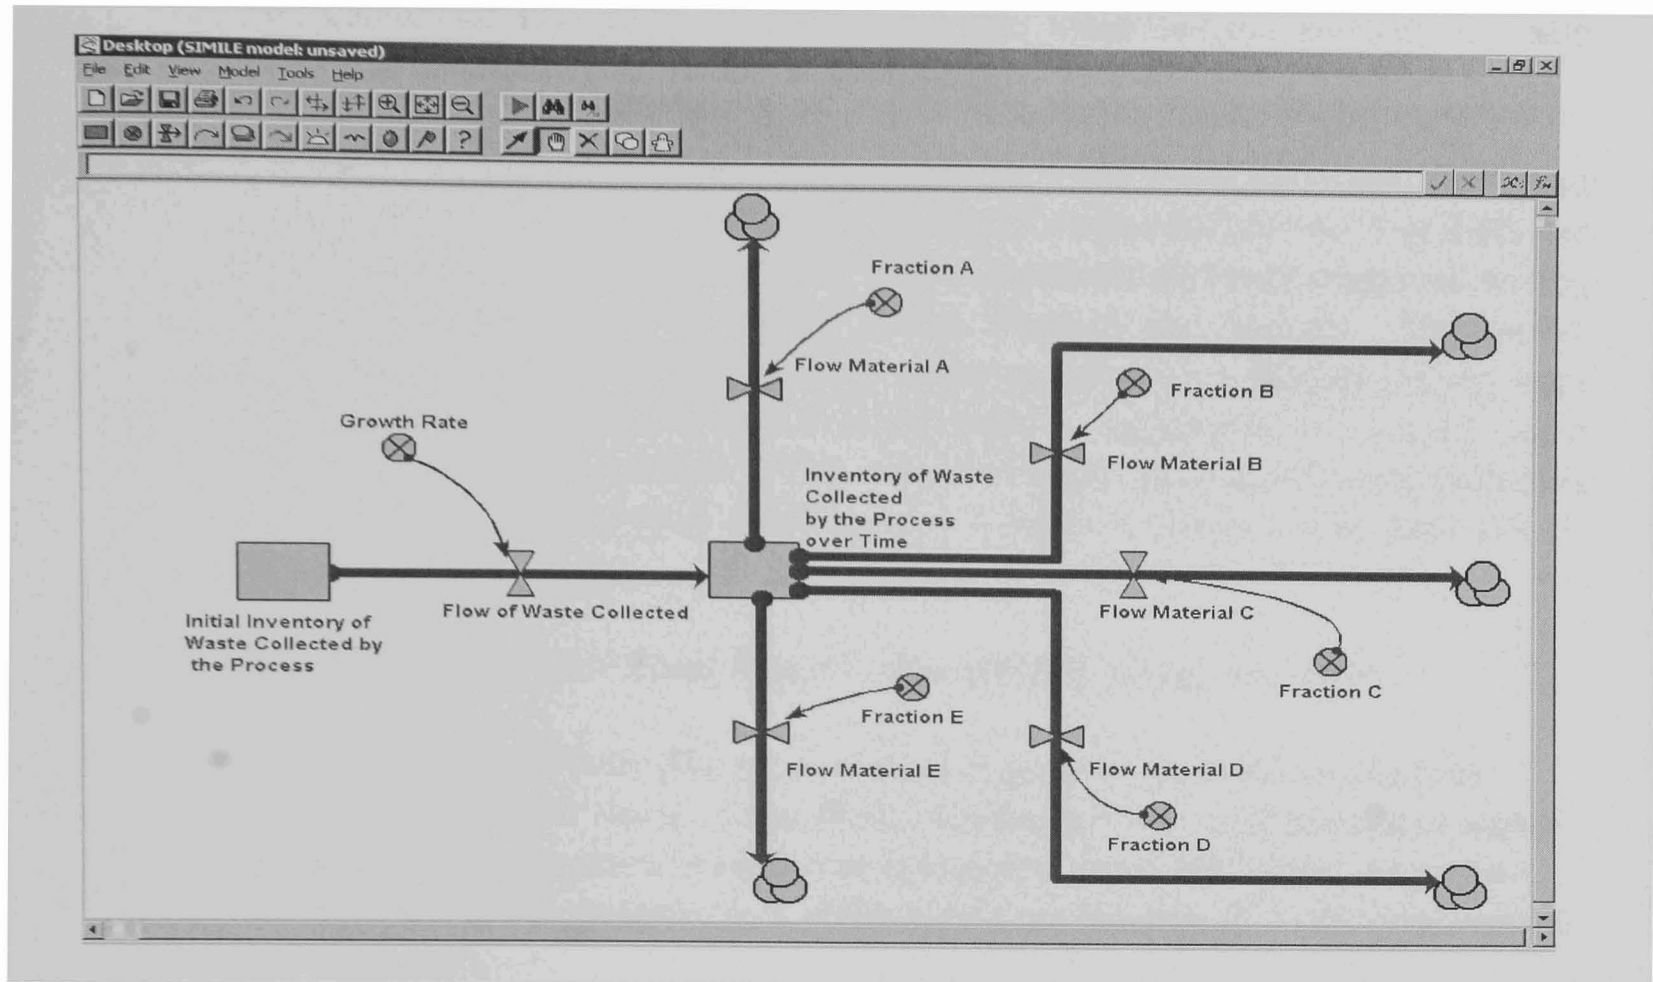 Desktop (SIMILE model: unsaved)
File Edit View Model Tools Help
Fraction A
Flow Material A
Fraction B
Growth Rate
Flow Material B
Inventory of Waste
Collected
by the Process
over Time
Flow of Waste Collected
Initial Inventory of
Waste Collected by
the Process
Flow Material C
Fraction C
Fraction E
Flow Material E
Flow Material D
Fraction D